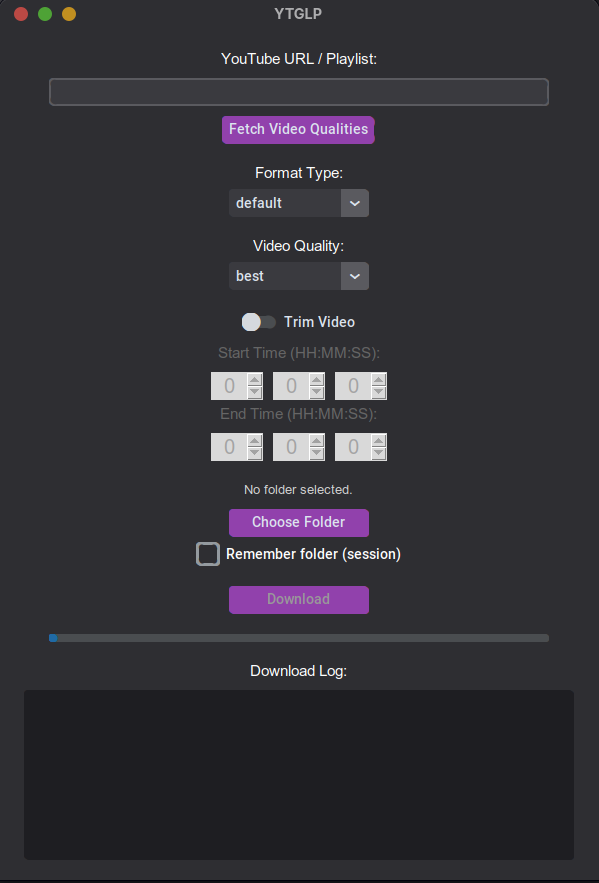 YTGLP
YouTube URL / Playlist:
Fetch Video Qualities
Format Type:
default
Video Quality:
best
Trim Video
Start Time (HH:MM:SS):
0 0 0
End Time (HH:MM:SS):
0 0 0
No folder selected.
Choose Folder
Remember folder (session)
Download
Download Log: